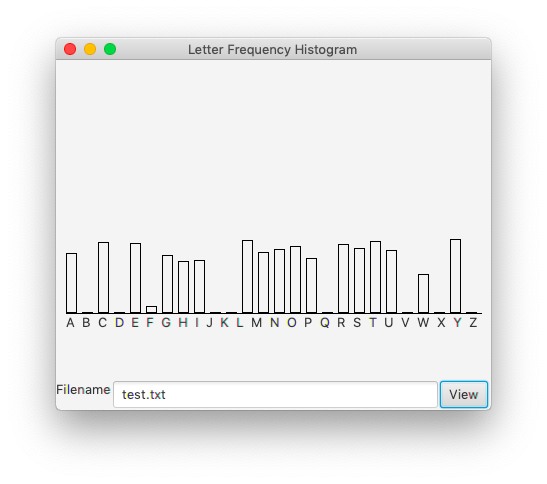 Letter Frequency Histogram
A B C D E F G H I J K L M N O P Q R S T U V W X Y Z
Filename test.txt View